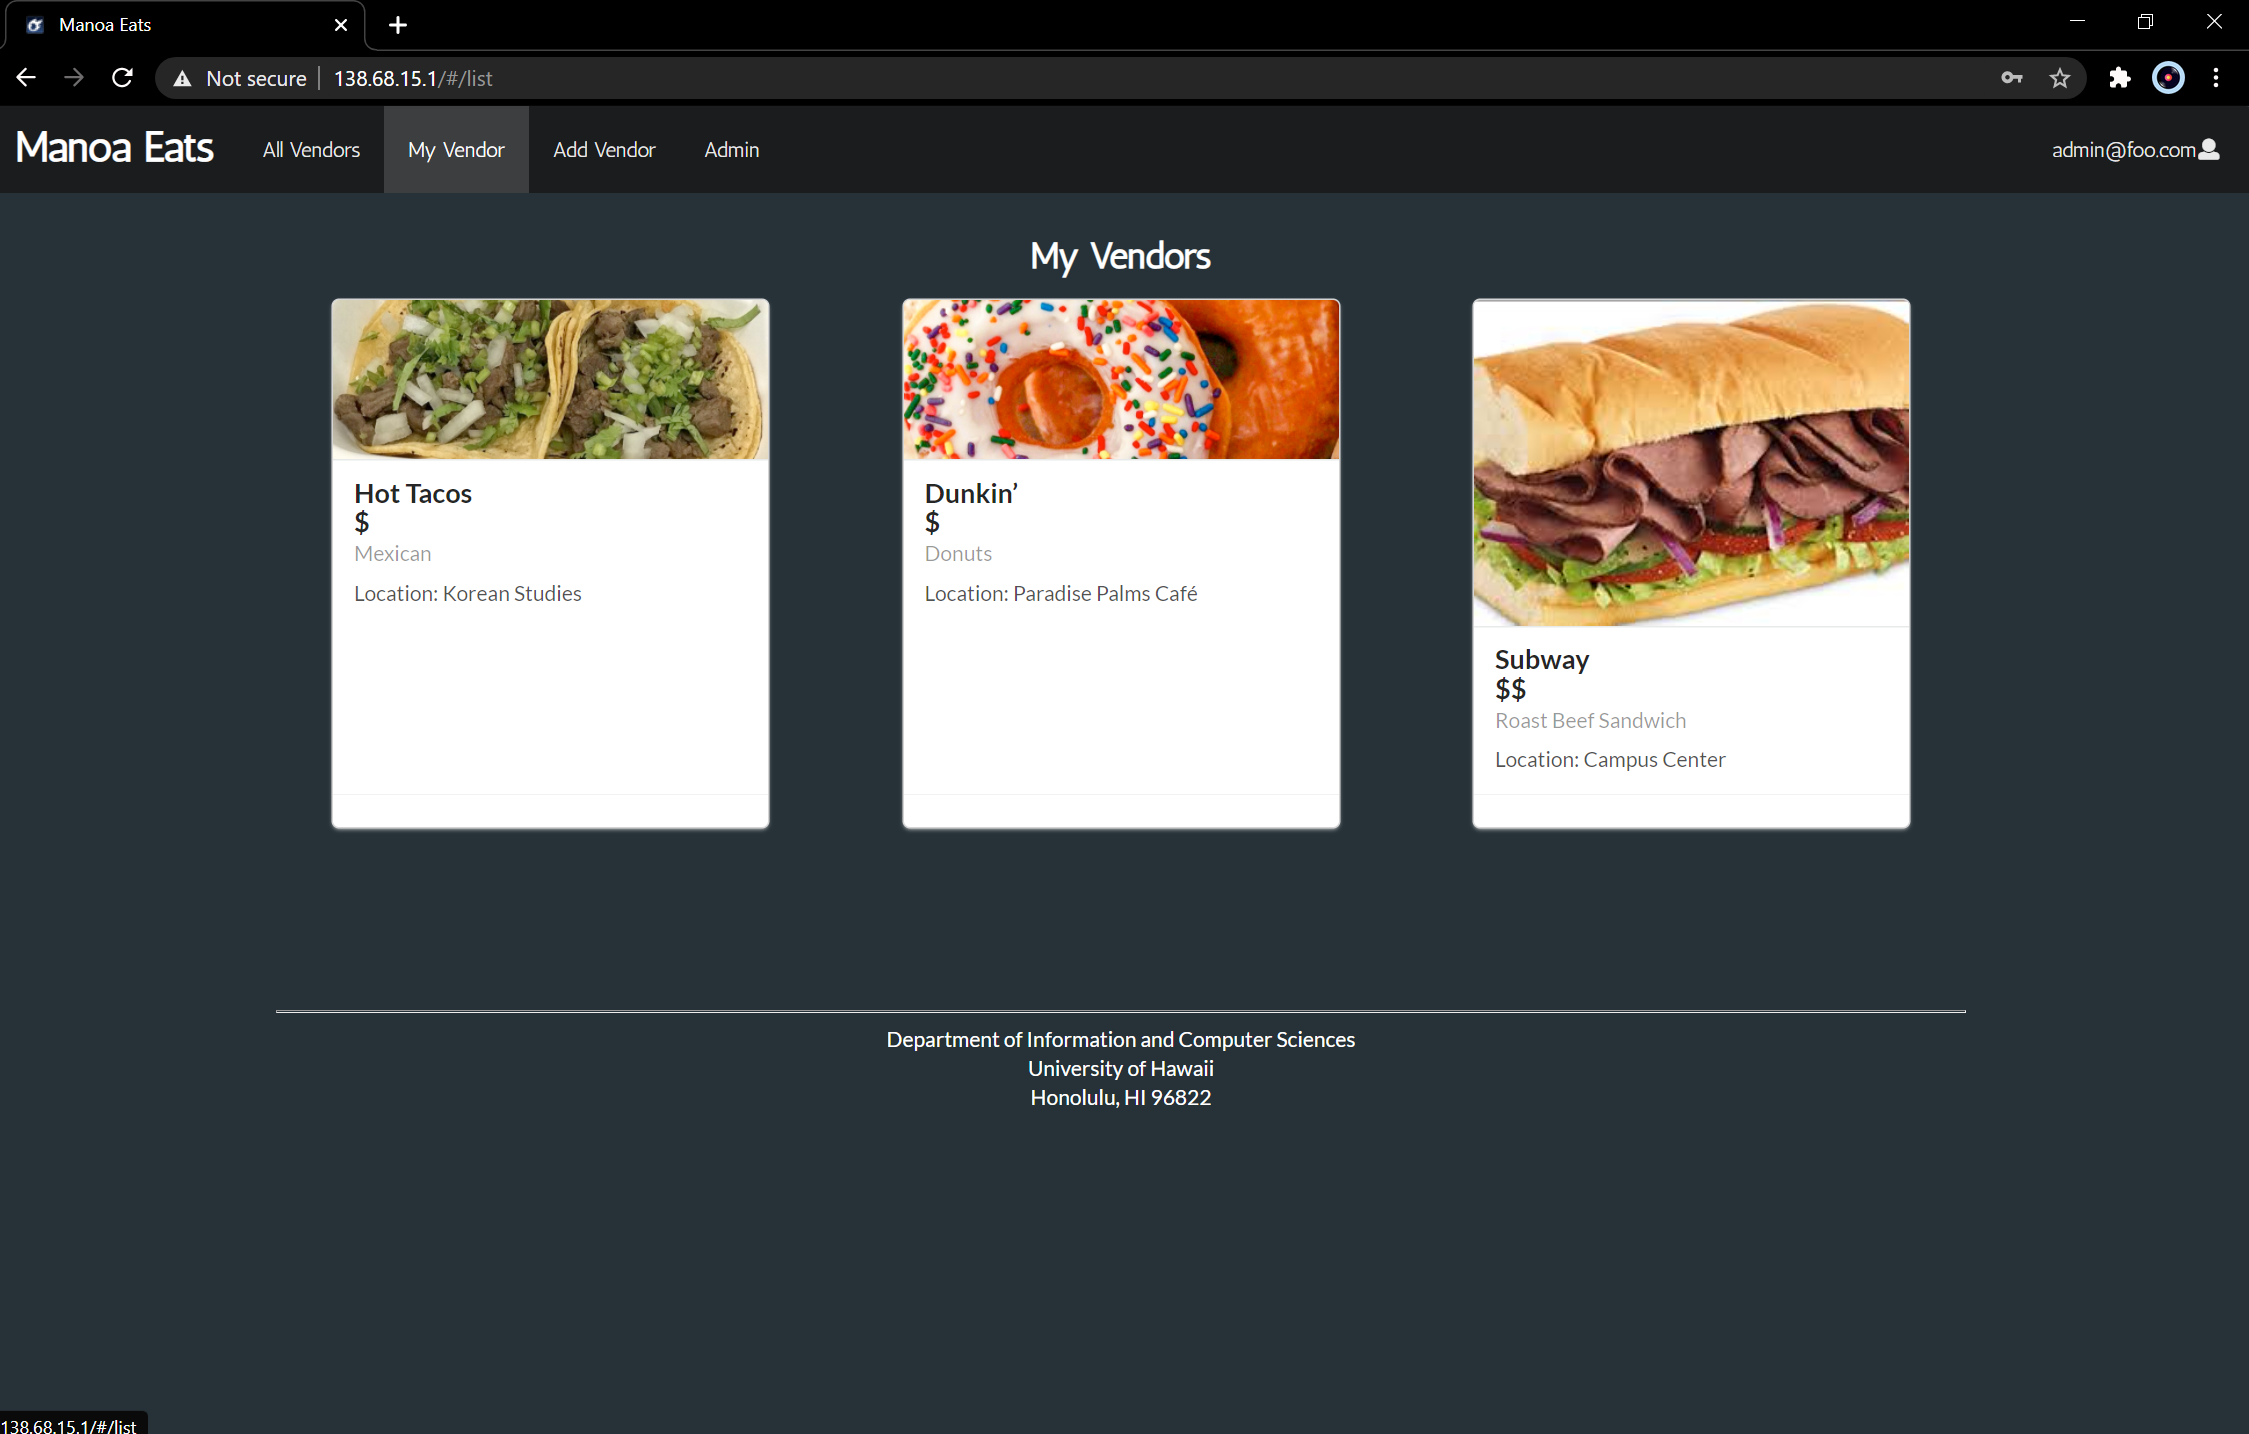 Manoa Eats
Not secure 138.68.15.1/#/list
Manoa Eats All Vendors My Vendor Add Vendor Admin admin@foo.com
My Vendors
Hot Tacos
$
Mexican
Location: Korean Studies
Dunkin’
$
Donuts
Location: Paradise Palms Café
Subway
$$
Roast Beef Sandwich
Location: Campus Center
Department of Information and Computer Sciences
University of Hawaii
Honolulu, HI 96822
138.68.15.1/#/list